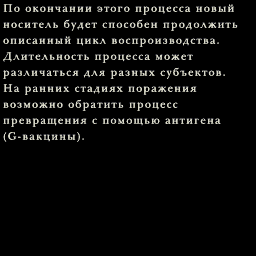 По окончании этого процесса новый
носитель будет способен продолжить
описанный цикл воспроизводства.
Длительность процесса может
различаться для разных субъектов.
На ранних стадиях поражения
возможно обратить процесс
превращения с помощью антигена
(G-вакцины).